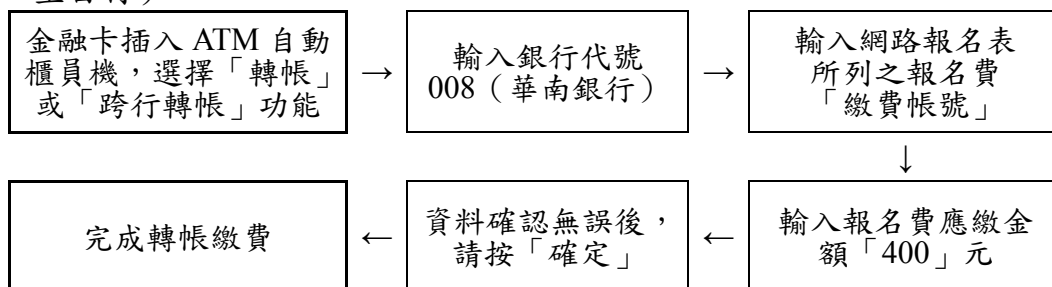 金融卡插入 ATM 自動
櫃員機，選擇「轉帳」
或「跨行轉帳」功能
→
輸入銀行代號
008（華南銀行）
→
輸入網路報名表
所列之報名費
「繳費帳號」
↓
輸入報名費應繳金
額「400」元
←
資料確認無誤後，
請按「確定」
←
完成轉帳繳費